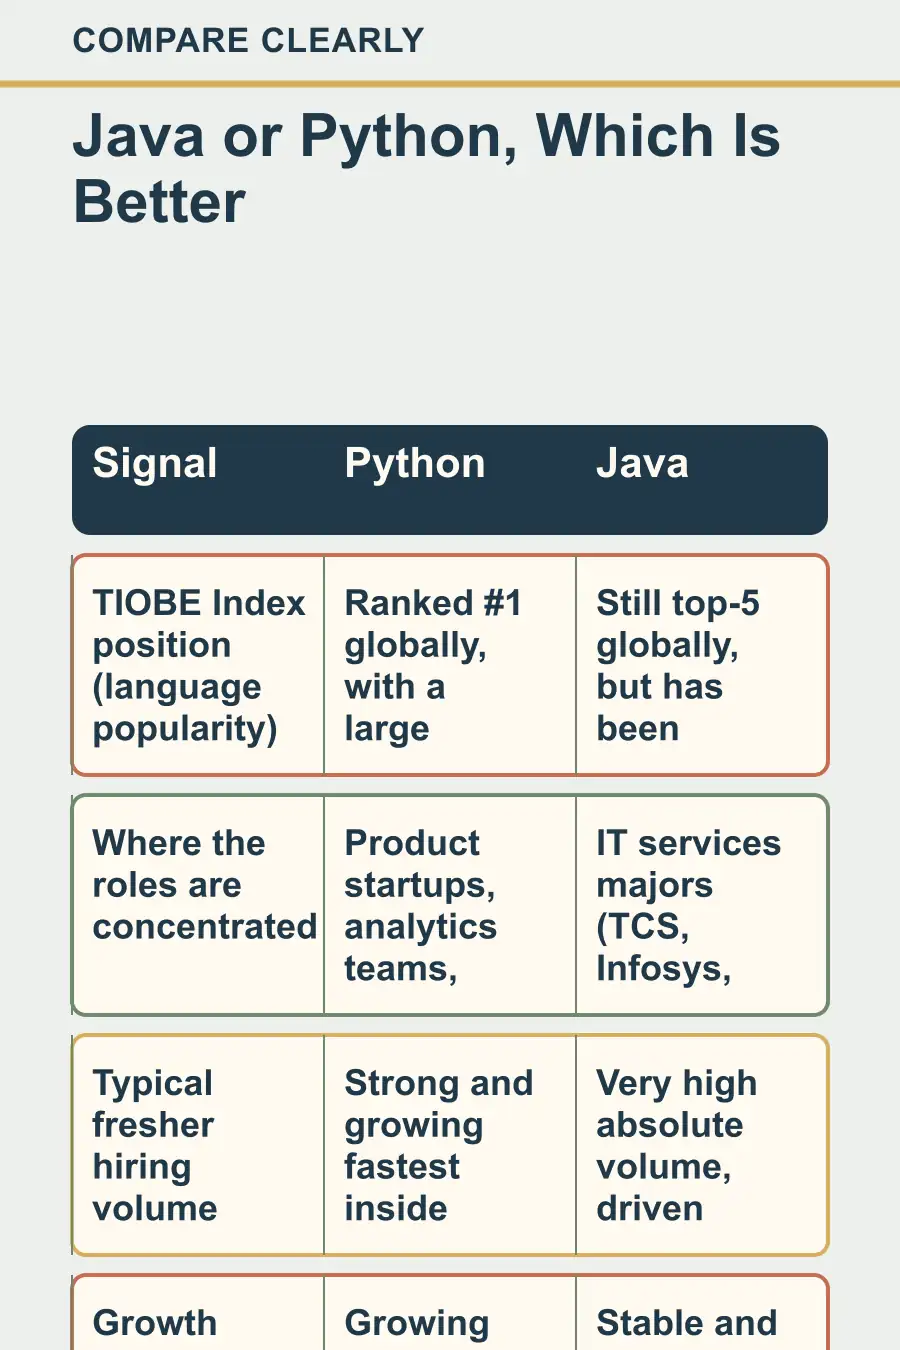 COMPARE CLEARLY
Java or Python, Which Is
Better
Signal
Python
Java
TIOBE Index
position
(language
popularity)
Ranked #1
globally,
with a
large
Still top-5
globally,
but has
been
Where the
roles are
concentrated
Product
startups,
analytics
teams,
IT services
majors
(TCS,
Infosys,
Typical
fresher
hiring
volume
Strong and
growing
fastest
inside
Very high
absolute
volume,
driven
Growth
Growing
Stable and